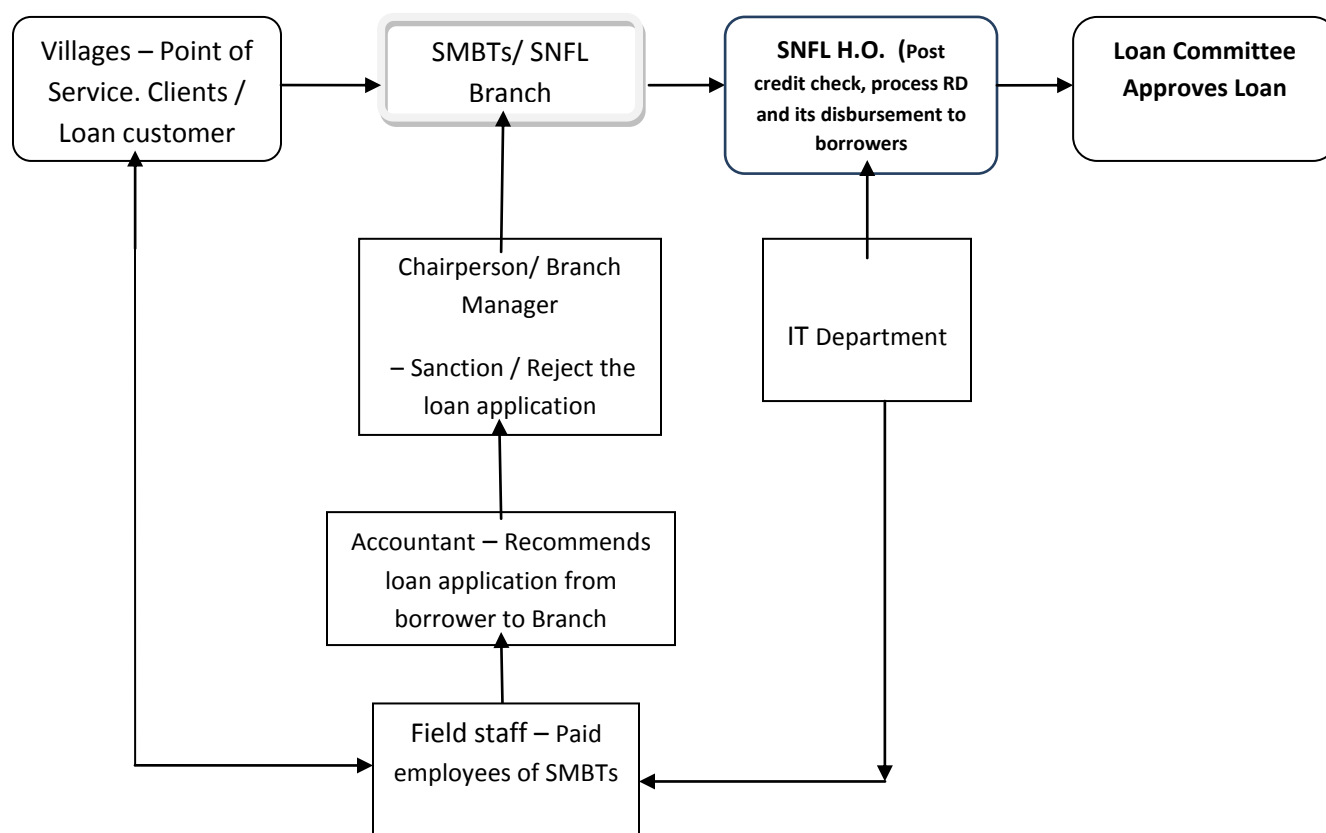 Villages – Point of
Service. Clients /
Loan customer
SMBTs/ SNFL
Branch
SNFL H.O. (Post
credit check, process RD
and its disbursement to
borrowers
Loan Committee
Approves Loan
Chairperson/ Branch
Manager
– Sanction / Reject the
loan application
IT Department
Accountant – Recommends
loan application from
borrower to Branch
Field staff – Paid
employees of SMBTs